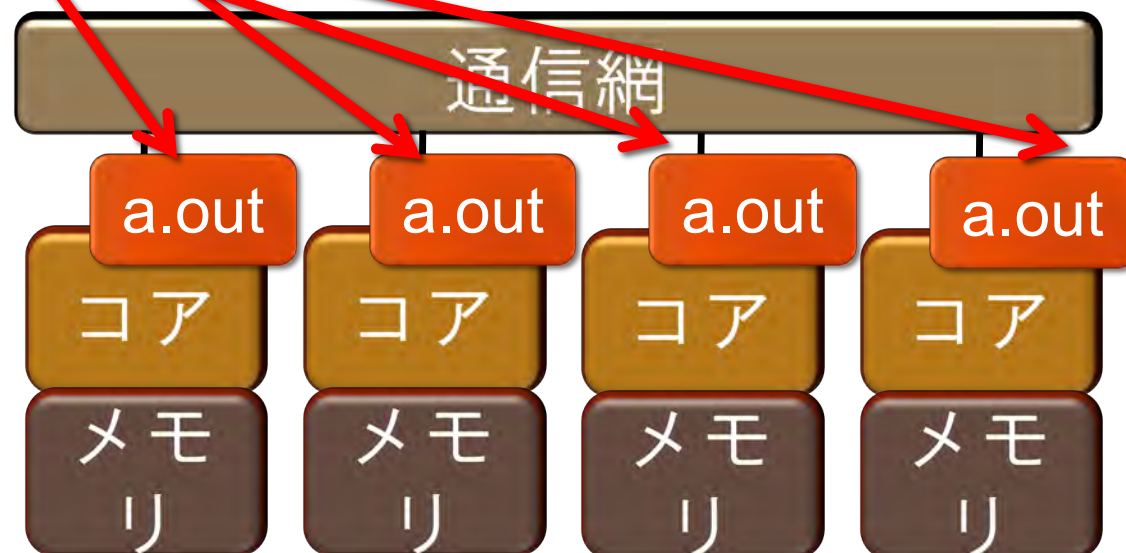 通信網
a.out a.out a.out a.out
コア コア コア コア
メモ メモ メモ メモ
リ リ リ リ